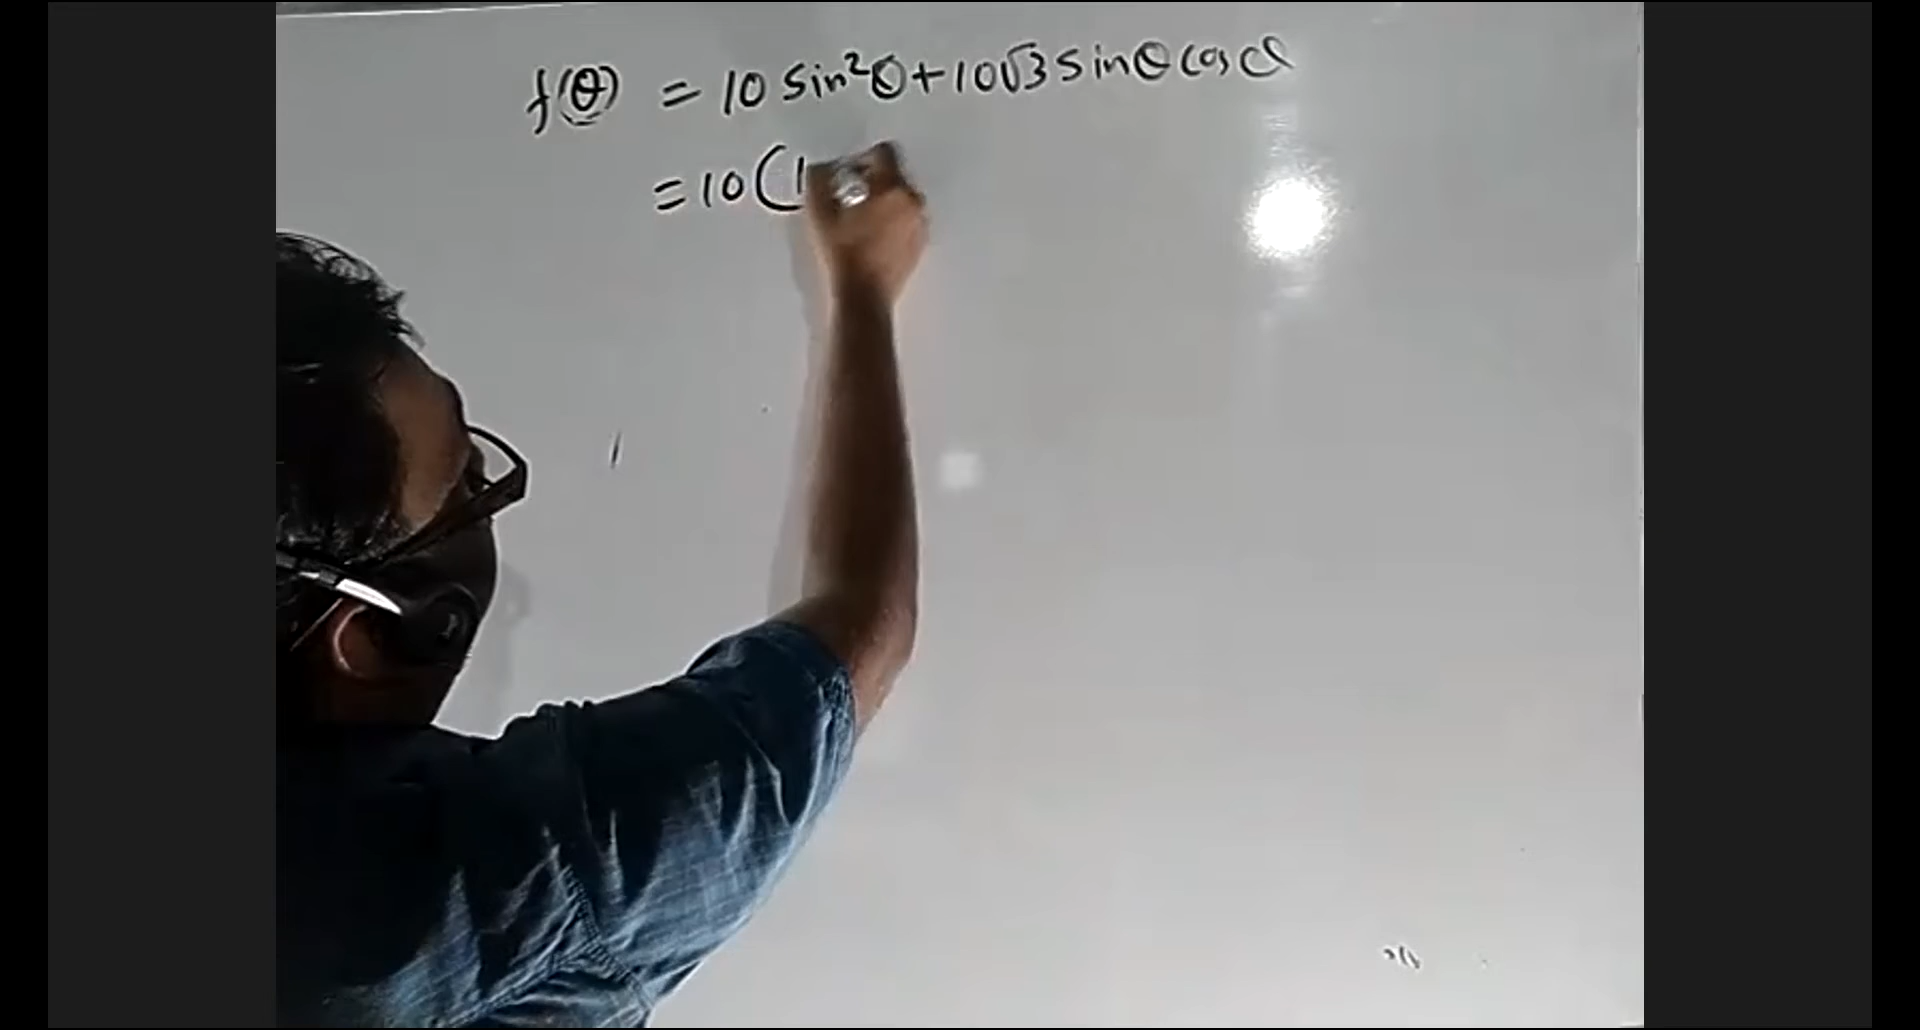 f(θ) = 10 sin²θ + 10√3 sinθ cosθ
= 10 (1